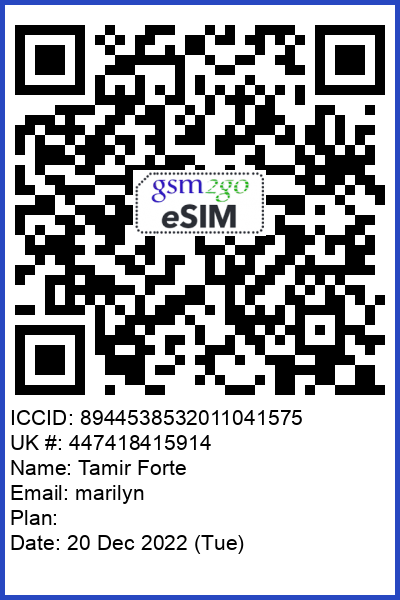 gsm2go
eSIM
ICCID: 8944538532011041575
UK #: 447418415914
Name: Tamir Forte
Email: marilyn
Plan:
Date: 20 Dec 2022 (Tue)